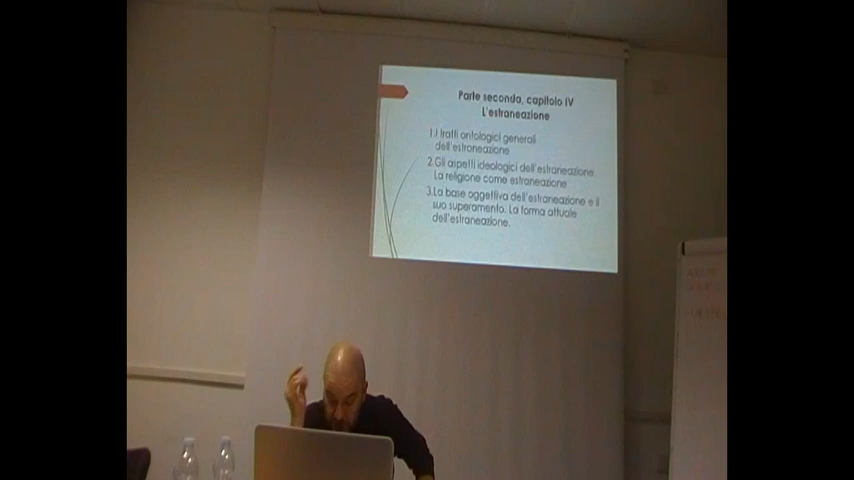 Parte seconda, capitolo IV
L'estraneazione
1.I tratti ontologici generali
dell'estraneazione
2.Gli aspetti ideologici dell'estraneazione.
La religione come estraneazione
3.La base oggettiva dell'estraneazione e il
suo superamento. La forma attuale
dell'estraneazione.